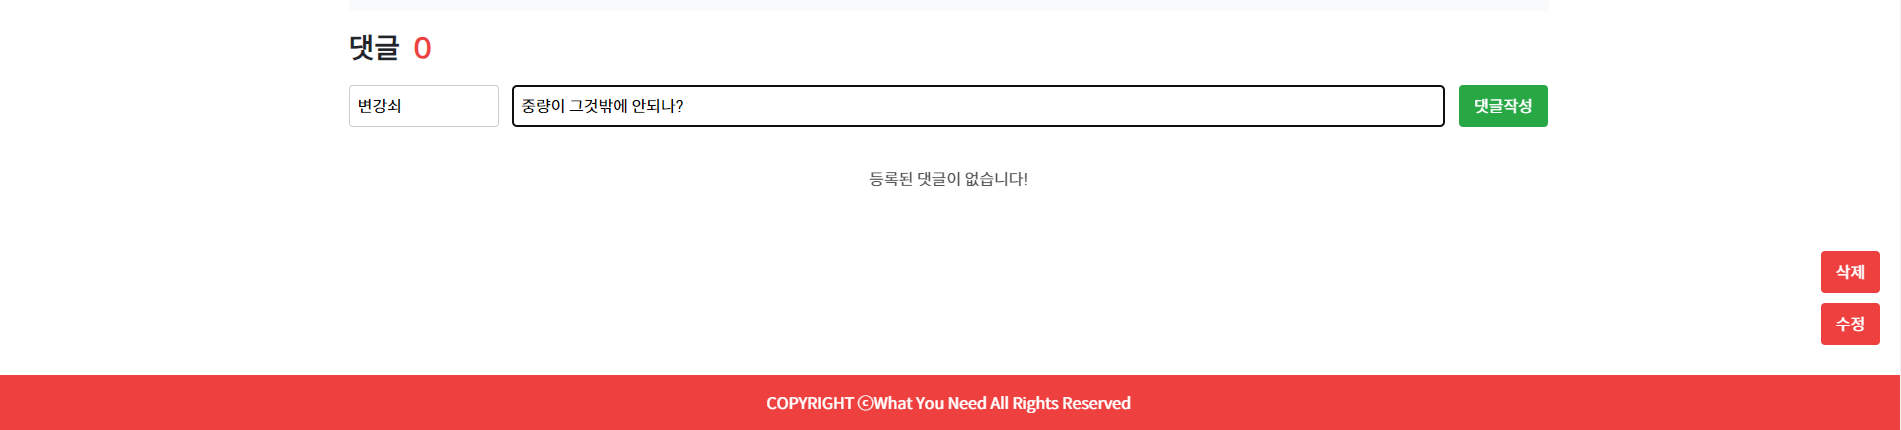 댓글 0
변강쇠 중량이 그것밖에 안되나? 댓글작성
등록된 댓글이 없습니다!
삭제
수정
COPYRIGHT ⓒWhat You Need All Rights Reserved